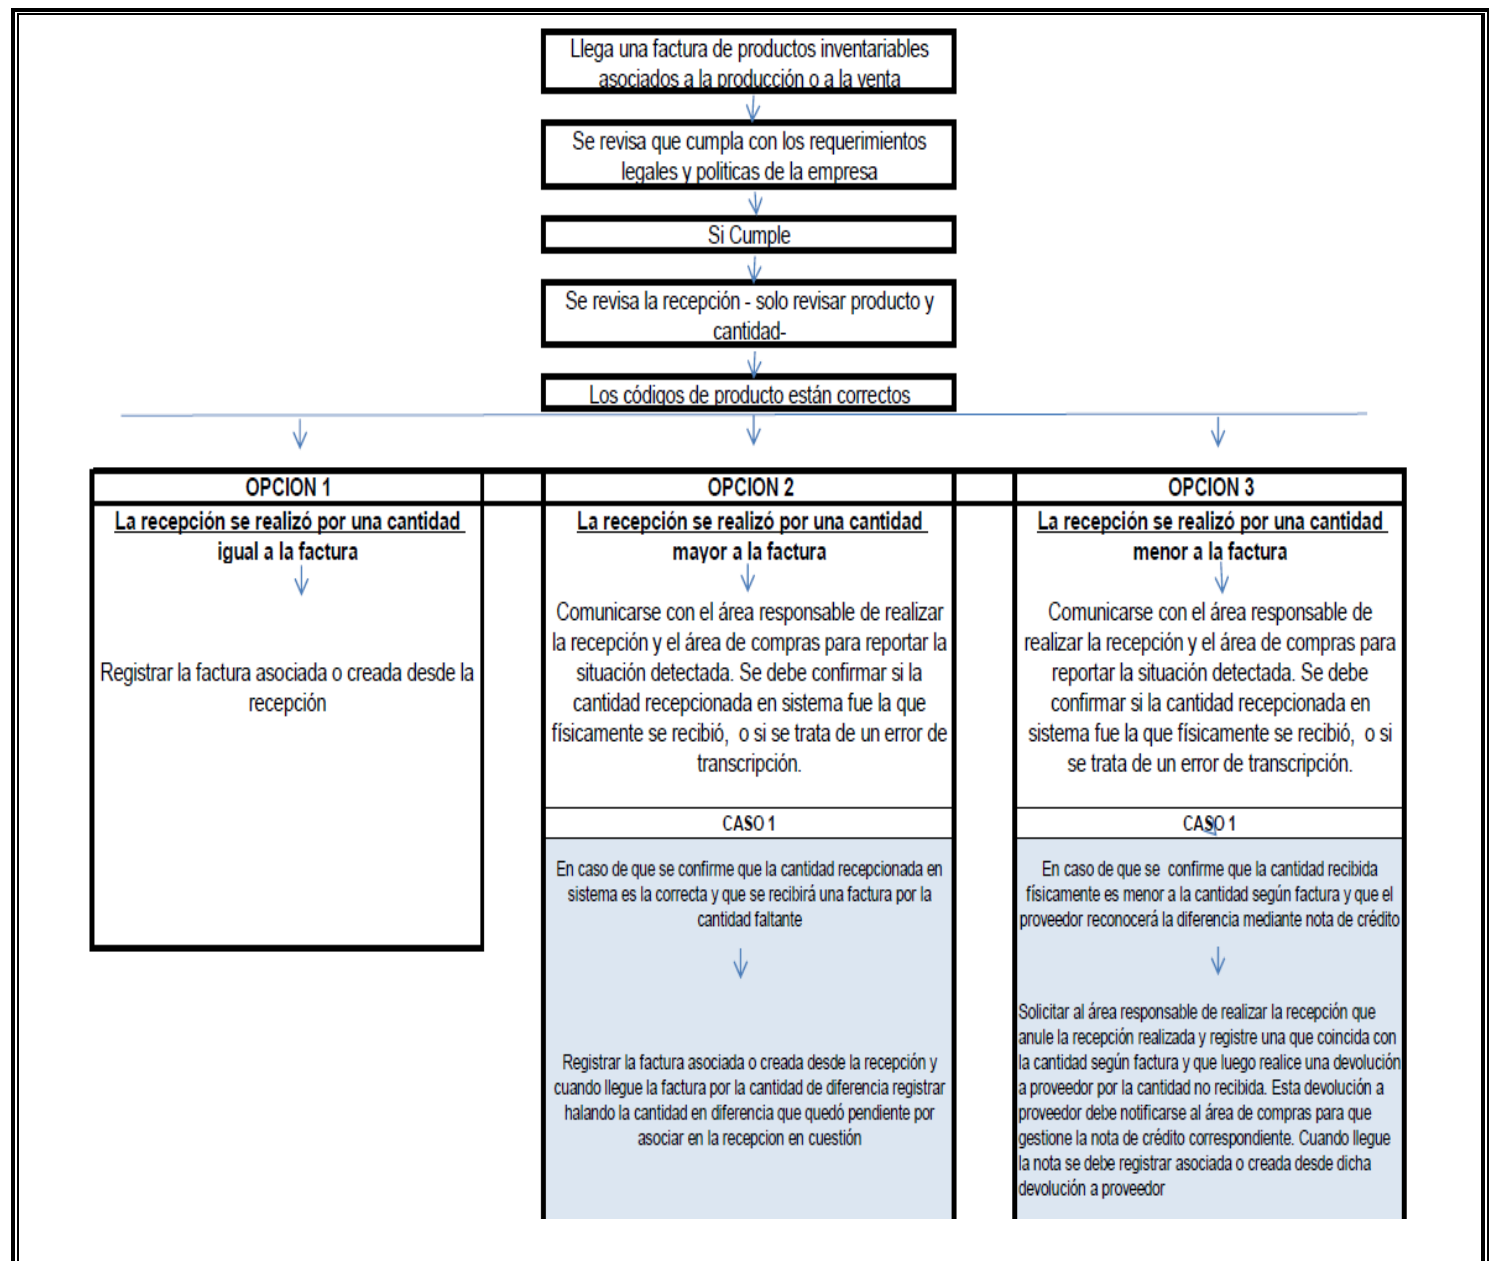 Llega una factura de productos inventariables
asociados a la producción o a la venta
Se revisa que cumpla con los requerimientos
legales y politicas de la empresa
Si Cumple
Se revisa la recepción - solo revisar producto y
cantidad-
Los códigos de producto están correctos
OPCION 1
La recepción se realizó por una cantidad
igual a la factura
Registrar la factura asociada o creada desde la
recepción
OPCION 2
La recepción se realizó por una cantidad
mayor a la factura
Comunicarse con el área responsable de realizar
la recepción y el área de compras para reportar la
situación detectada. Se debe confirmar si la
cantidad recepcionada en sistema fue la que
físicamente se recibió, o si se trata de un error de
transcripción.
CASO 1
En caso de que se confirme que la cantidad recepcionada en
sistema es la correcta y que se recibirá una factura por la
cantidad faltante
Registrar la factura asociada o creada desde la recepción y
cuando llegue la factura por la cantidad de diferencia registrar
halando la cantidad en diferencia que quedó pendiente por
asociar en la recepcion en cuestión
OPCION 3
La recepción se realizó por una cantidad
menor a la factura
Comunicarse con el área responsable de
realizar la recepción y el área de compras para
reportar la situación detectada. Se debe
confirmar si la cantidad recepcionada en
sistema fue la que físicamente se recibió, o si
se trata de un error de transcripción.
CASO 1
En caso de que se confirme que la cantidad recibida
físicamente es menor a la cantidad según factura y que el
proveedor reconocerá la diferencia mediante nota de crédito
Solicitar al área responsable de realizar la recepción que
anule la recepción realizada y registre una que coincida con
la cantidad según factura y que luego realice una devolución
a proveedor por la cantidad no recibida. Esta devolución a
proveedor debe notificarse al área de compras para que
gestione la nota de crédito correspondiente. Cuando llegue
la nota se debe registrar asociada o creada desde dicha
devolución a proveedor